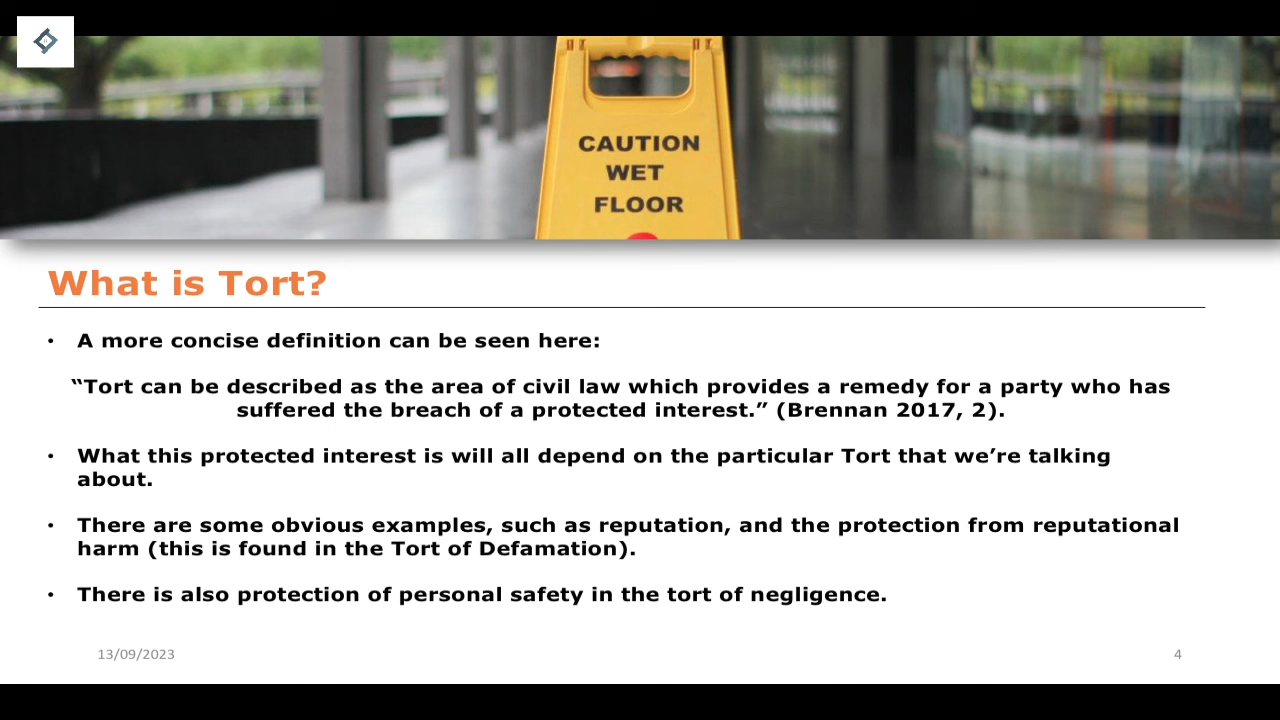 CAUTION
WET
FLOOR
What is Tort?
• A more concise definition can be seen here:
“Tort can be described as the area of civil law which provides a remedy for a party who has
suffered the breach of a protected interest.” (Brennan 2017, 2).
• What this protected interest is will all depend on the particular Tort that we’re talking
about.
• There are some obvious examples, such as reputation, and the protection from reputational
harm (this is found in the Tort of Defamation).
• There is also protection of personal safety in the tort of negligence.
13/09/2023
4